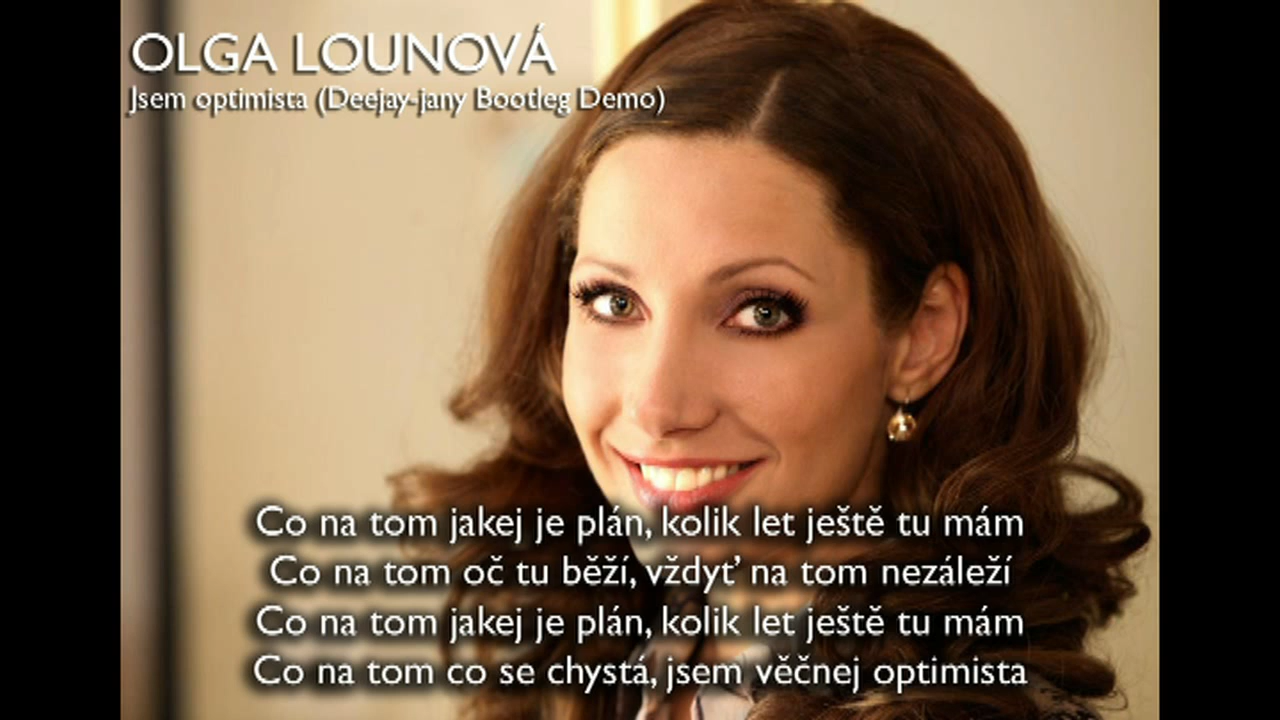 OLGA LOUNOVÁ
Jsem optimista (Deejay-jany Bootleg Demo)
Co na tom jakej je plán, kolik let ještě tu mám
Co na tom oč tu běží, vždyť na tom nezáleží
Co na tom jakej je plán, kolik let ještě tu mám
Co na tom co se chystá, jsem věčnej optimista